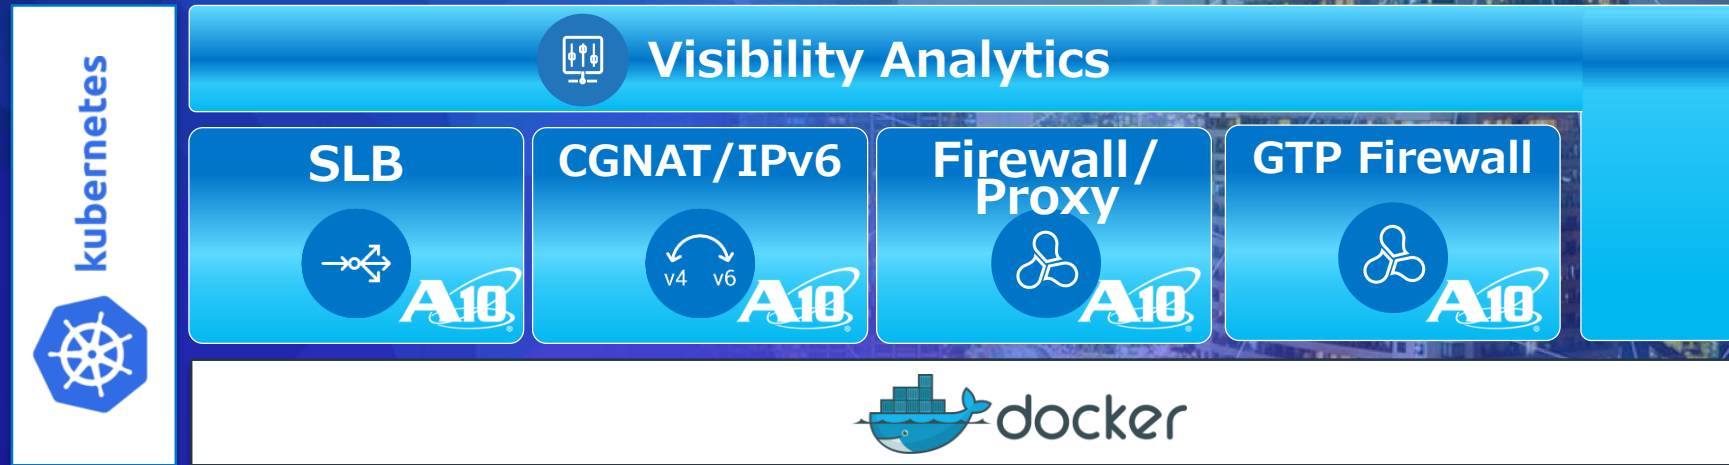 kubernetes
Visibility Analytics
SLB
CGNAT/IPv6
Firewall/
Proxy
GTP Firewall
v4 v6
A10
A10
A10
A10
docker